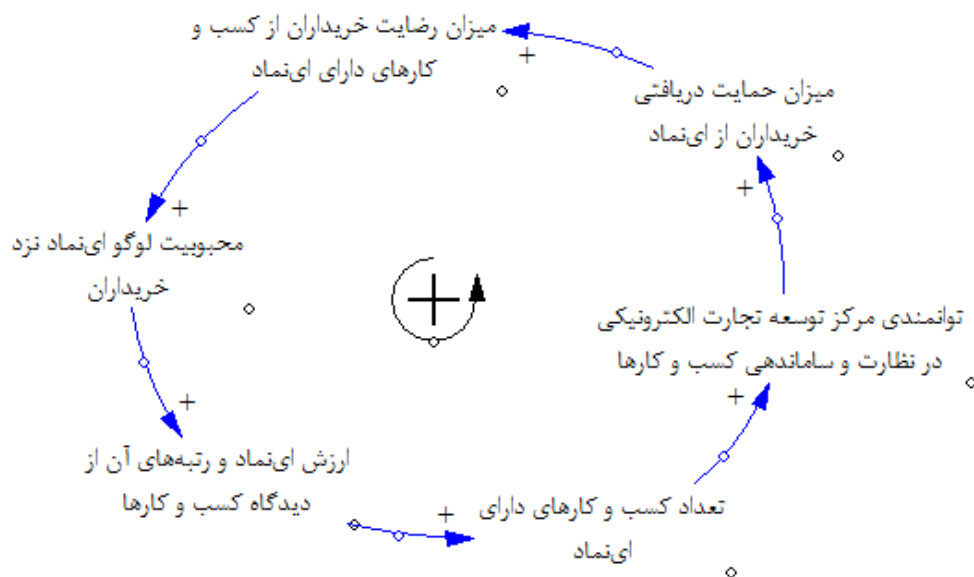 میزان رضایت خریداران از کسب و
کارهای دارای ای‌نماد
+
میزان حمایت دریافتی
خریداران از ای‌نماد
+
+
محبوبیت لوگو ای‌نماد نزد
خریداران
+
توانمندی مرکز توسعه تجارت الکترونیکی
در نظارت و ساماندهی کسب و کارها
+
+
ارزش ای‌نماد و رتبه‌های آن از
دیدگاه کسب و کارها
+
تعداد کسب و کارهای دارای
ای‌نماد